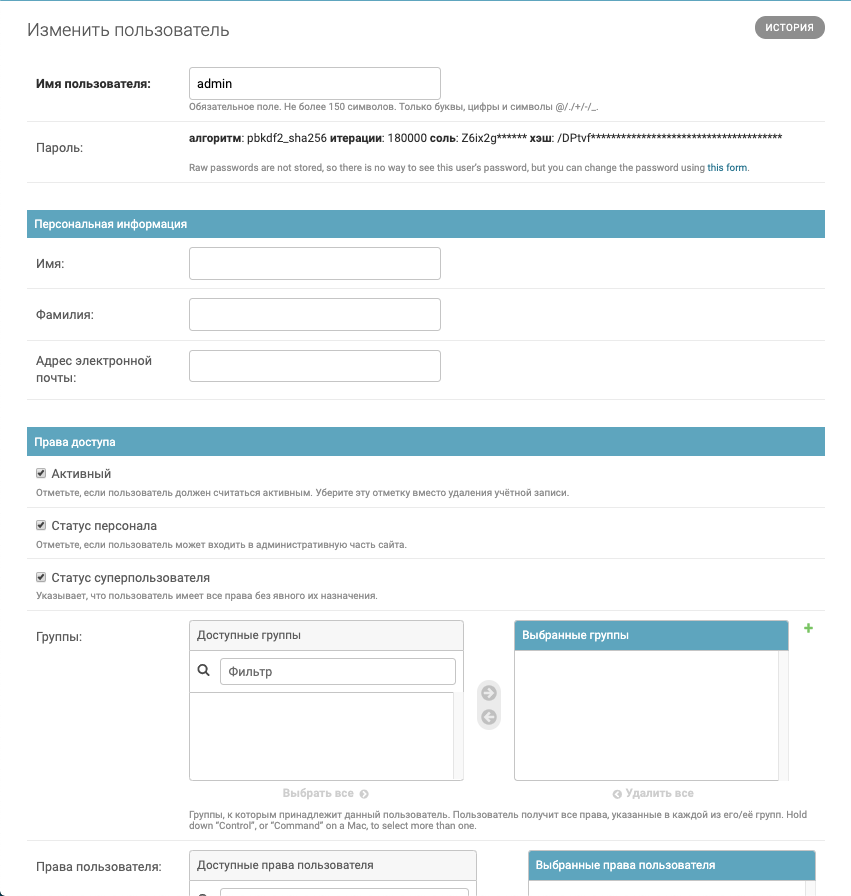 Изменить пользователь
ИСТОРИЯ
Имя пользователя:
admin
Обязательное поле. Не более 150 символов. Только буквы, цифры и символы @/./+/-/_.
Пароль:
алгоритм: pbkdf2_sha256 итерации: 180000 соль: Z6ix2g****** хэш: /DPtvf**************************************
Raw passwords are not stored, so there is no way to see this user's password, but you can change the password using this form.
Персональная информация
Имя:
Фамилия:
Адрес электронной
почты:
Права доступа
Активный
Отметьте, если пользователь должен считаться активным. Уберите эту отметку вместо удаления учётной записи.
Статус персонала
Отметьте, если пользователь может входить в административную часть сайта.
Статус суперпользователя
Указывает, что пользователь имеет все права без явного их назначения.
Группы:
Доступные группы
Фильтр
Выбрать все
Выбранные группы
Удалить все
Группы, к которым принадлежит данный пользователь. Пользователь получит все права, указанные в каждой из его/её групп. Hold
down "Control", or "Command" on a Mac, to select more than one.
Права пользователя:
Доступные права пользователя
Выбранные права пользователя